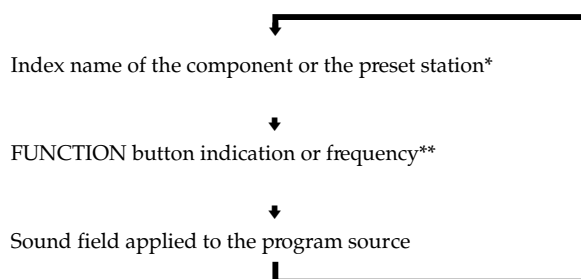 Index name of the component or the preset station*
FUNCTION button indication or frequency**
Sound field applied to the program source